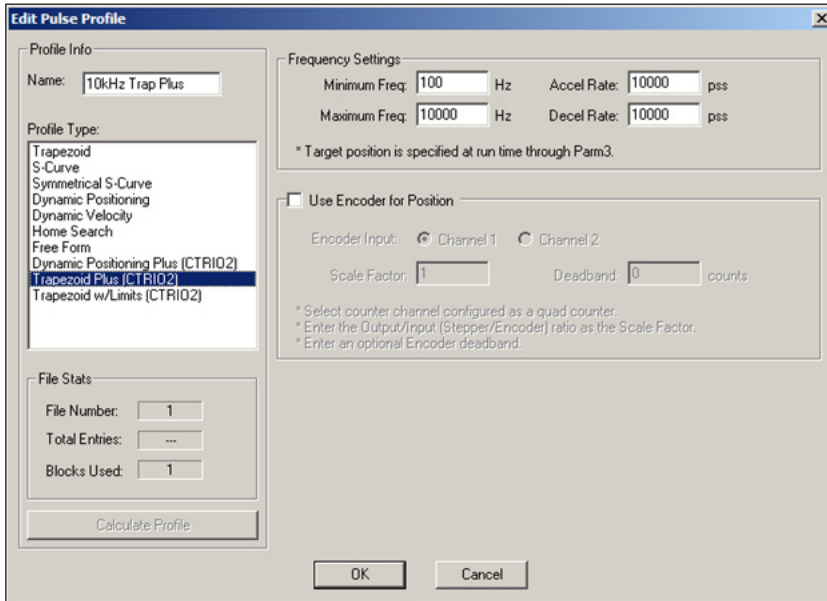 Edit Pulse Profile
Profile Info
Name: 10kHz Trap Plus
Profile Type:
Trapezoid
S-Curve
Symmetrical S-Curve
Dynamic Positioning
Dynamic Velocity
Home Search
Free Form
Dynamic Positioning Plus (CTRIO2)
Trapezoid Plus (CTRIO2)
Trapezoid w/Limits (CTRIO2)
File Stats
File Number: 1
Total Entries: ---
Blocks Used: 1
Calculate Profile
Frequency Settings
Minimum Freq: 100 Hz Accel Rate: 10000 pss
Maximum Freq: 10000 Hz Decel Rate: 10000 pss
* Target position is specified at run time through Parm3.
Use Encoder for Position
Encoder Input: Channel 1 Channel 2
Scale Factor: 1 Deadband: 0 counts
* Select counter channel configured as a quad counter.
* Enter the Output/Input (Stepper/Encoder) ratio as the Scale Factor.
* Enter an optional Encoder deadband.
OK Cancel